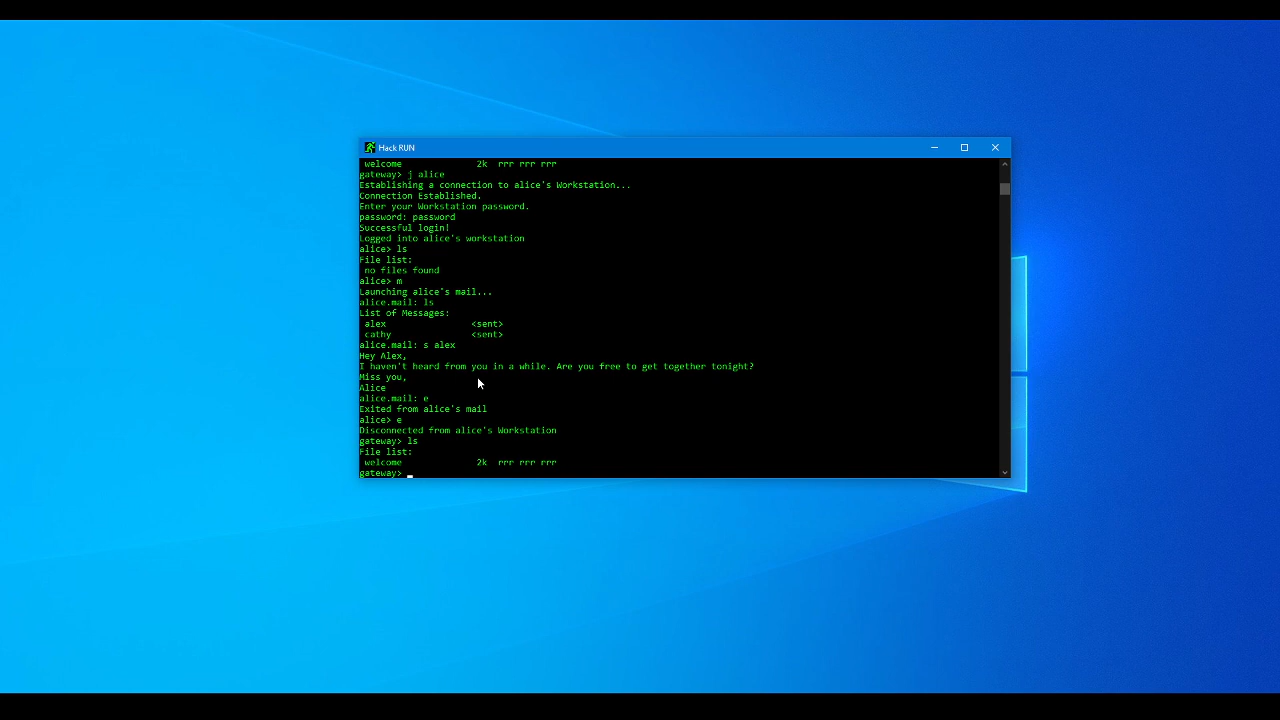 Hack RUN
welcome 2k rrr rrr rrr
gateway> j alice
Establishing a connection to alice's Workstation...
Connection Established.
Enter your Workstation password.
password: password
Successful login!
Logged into alice's workstation
alice> ls
File list:
no files found
alice> m
Launching alice's mail...
alice.mail: ls
List of Messages:
alex <sent>
cathy <sent>
alice.mail: s alex
Hey Alex,
I haven't heard from you in a while. Are you free to get together tonight?
Miss you,
Alice
alice.mail: e
Exited from alice's mail
alice> e
Disconnected from alice's Workstation
gateway> ls
File list:
welcome 2k rrr rrr rrr
gateway>